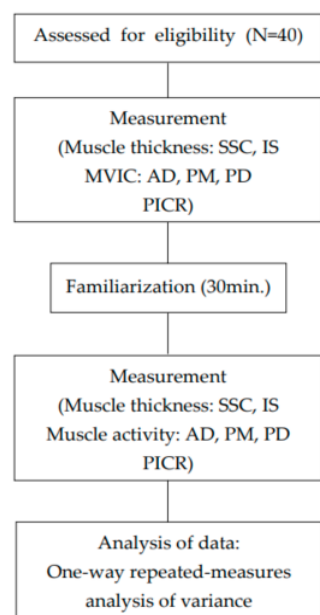 Assessed for eligibility (N=40)
Measurement
(Muscle thickness: SSC, IS
MVIC: AD, PM, PD
PICR)
Familiarization (30min.)
Measurement
(Muscle thickness: SSC, IS
Muscle activity: AD, PM, PD
PICR)
Analysis of data:
One-way repeated-measures
analysis of variance